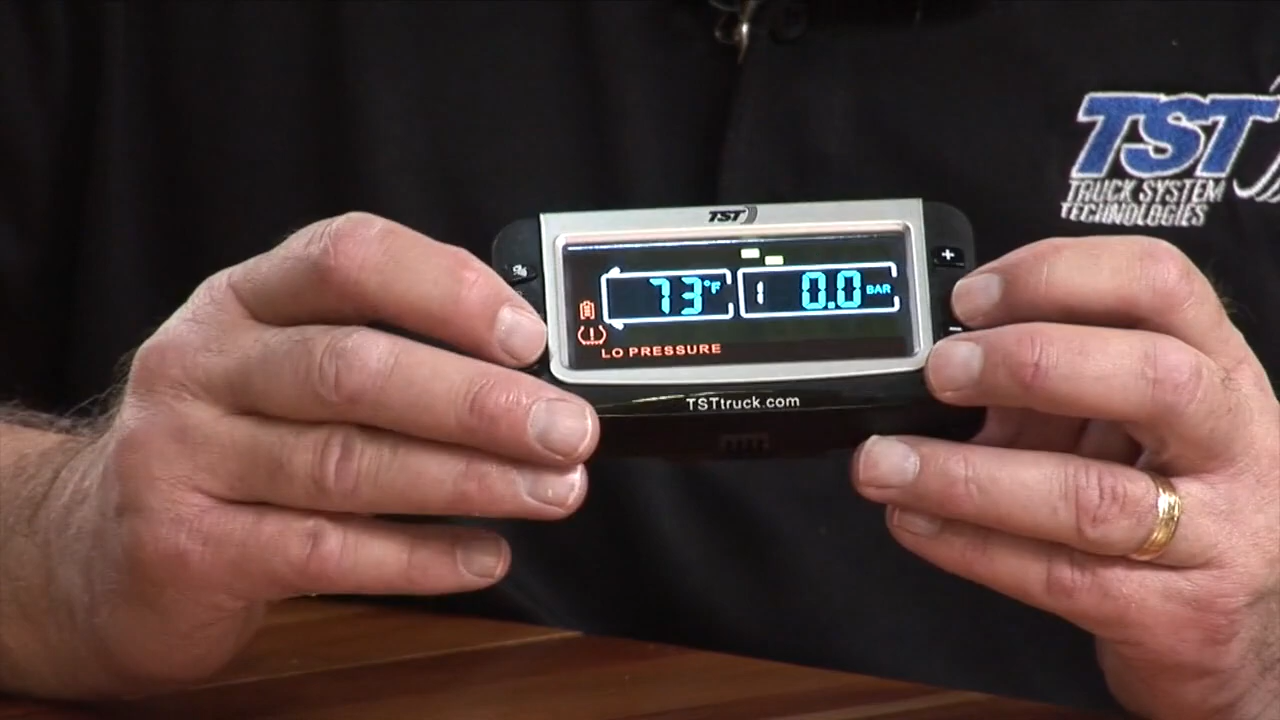 TST
TRUCK SYSTEM
TECHNOLOGIES
TST
+
73°F
1 0.0 BAR
-
LO PRESSURE
TSTtruck.com